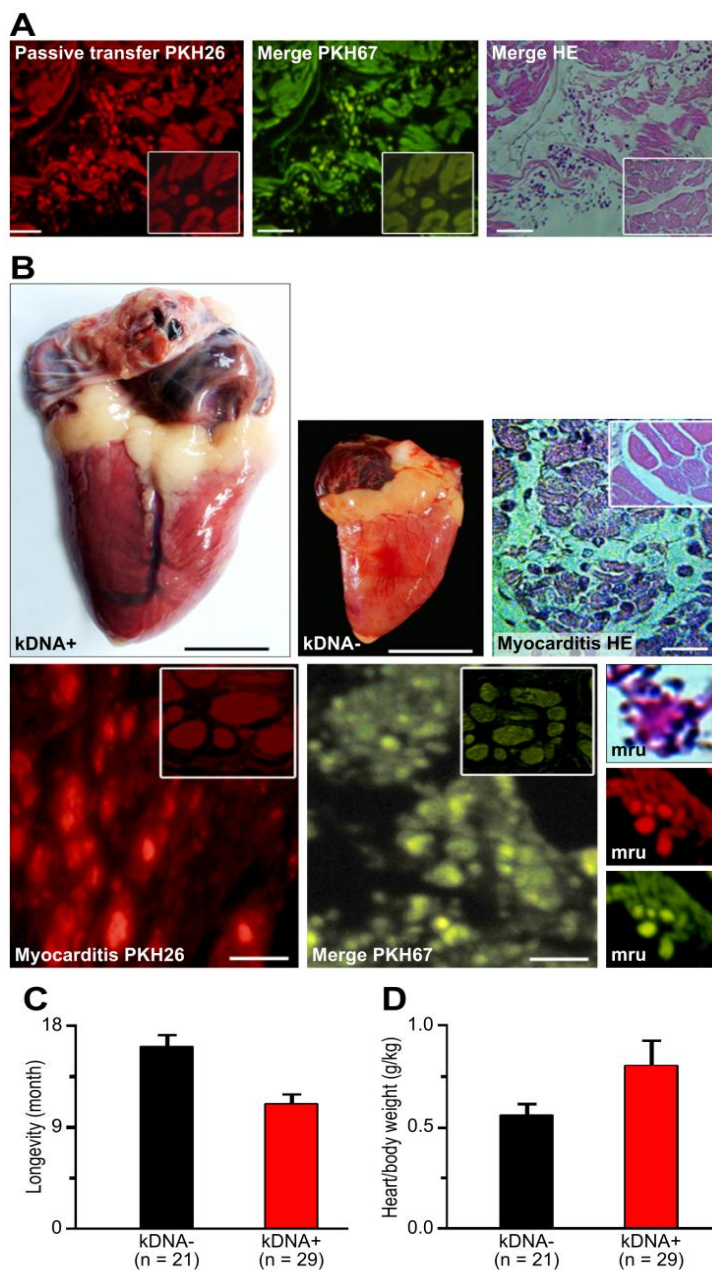 A
Passive transfer PKH26
Merge PKH67
Merge HE
B
kDNA+
kDNA-
Myocarditis HE
Myocarditis PKH26
Merge PKH67
mru
mru
mru
C
Longevity (month)
18
9
0
kDNA-
(n = 21)
kDNA+
(n = 29)
D
Heart/body weight (g/kg)
1.0
0.5
0.0
kDNA-
(n = 21)
kDNA+
(n = 29)